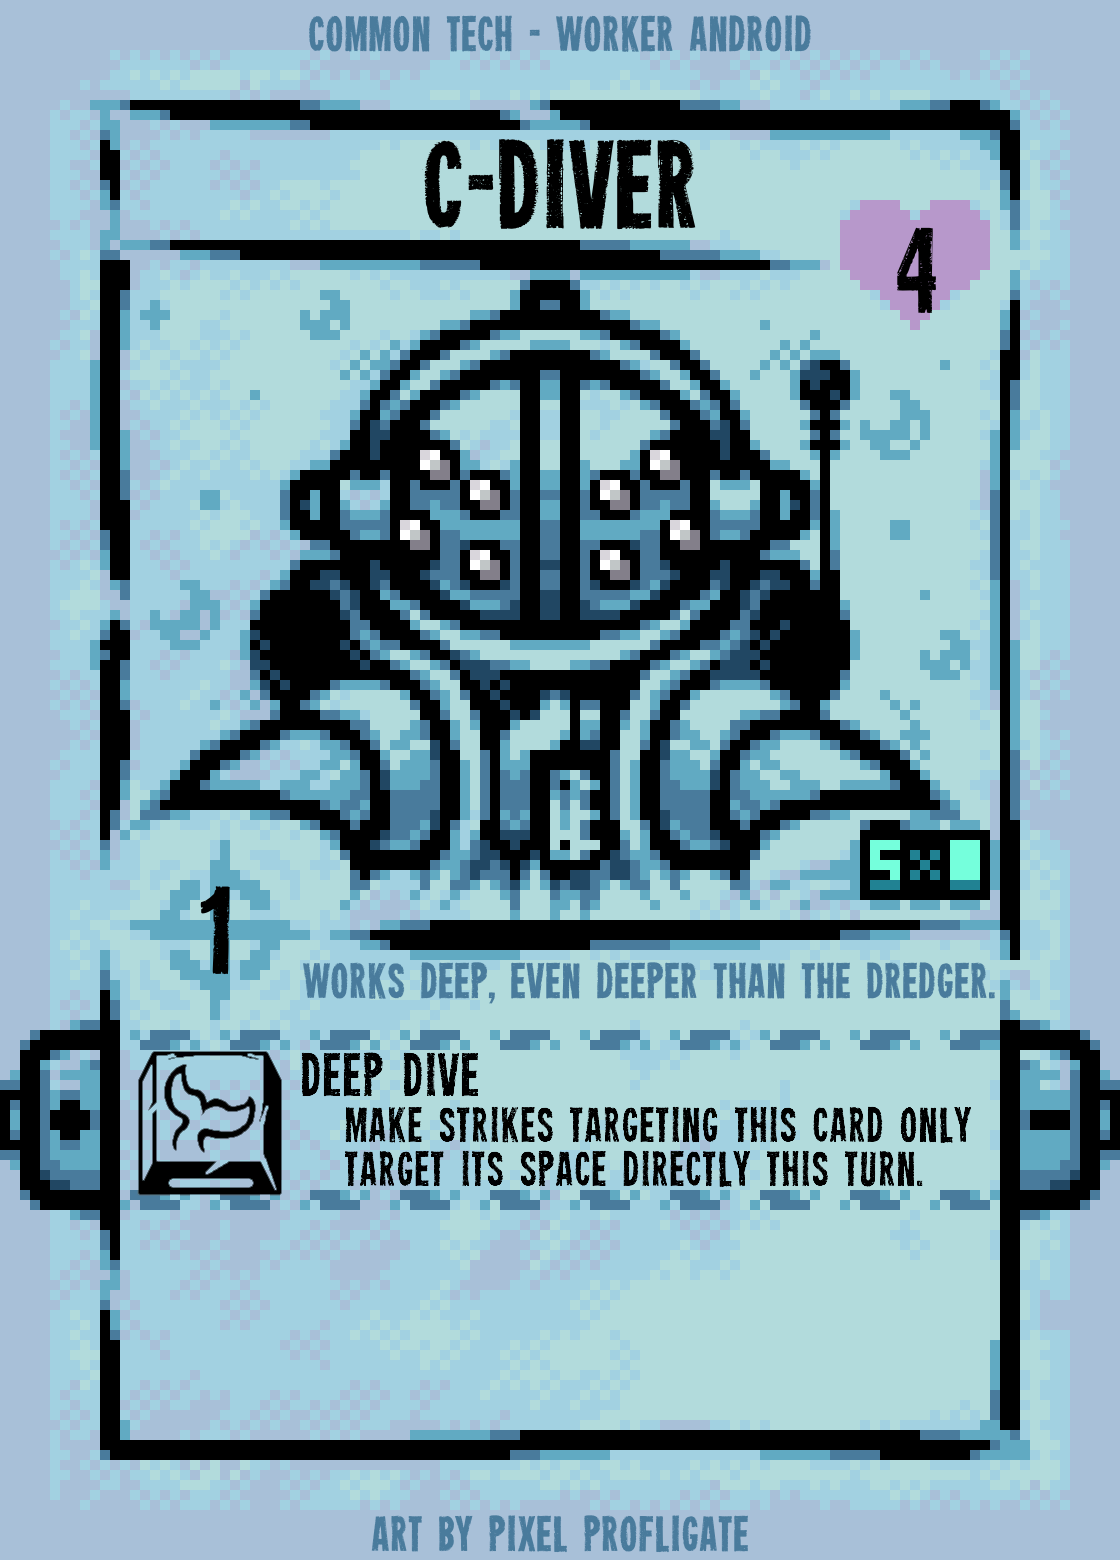 COMMON TECH - WORKER ANDROID
C-DIVER
4
5X
1
WORKS DEEP, EVEN DEEPER THAN THE DREDGER.
DEEP DIVE
MAKE STRIKES TARGETING THIS CARD ONLY
TARGET ITS SPACE DIRECTLY THIS TURN.
+ -
ART BY PIXEL PROFLIGATE